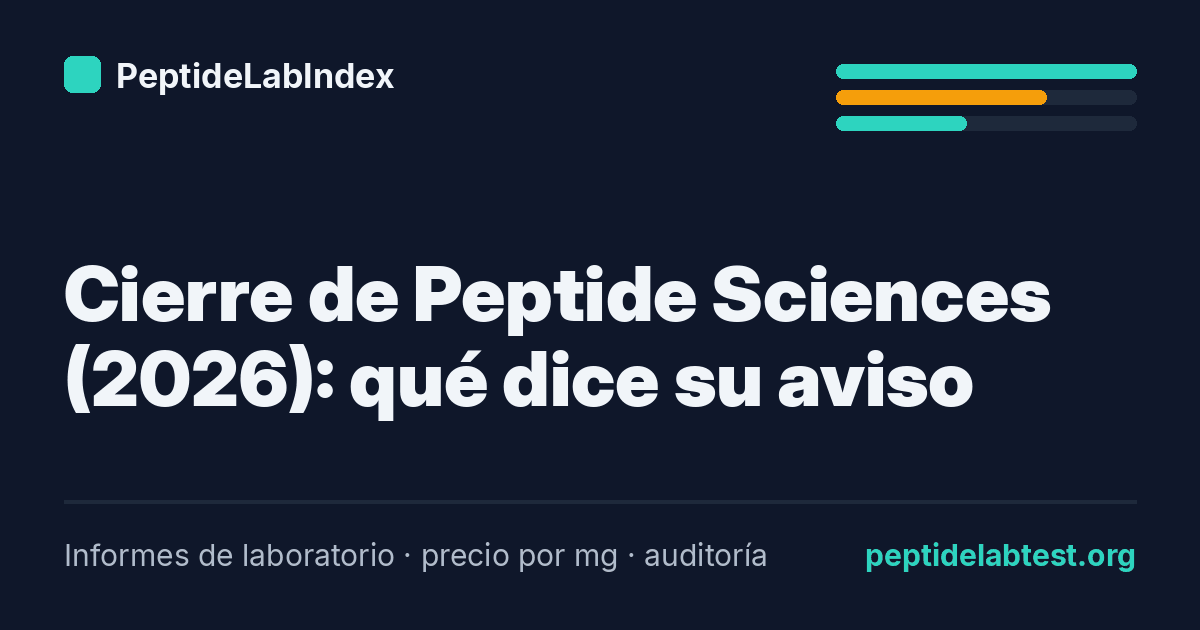 PeptideLabIndex
Cierre de Peptide Sciences
(2026): qué dice su aviso
Informes de laboratorio · precio por mg · auditoría
peptidelabtest.org